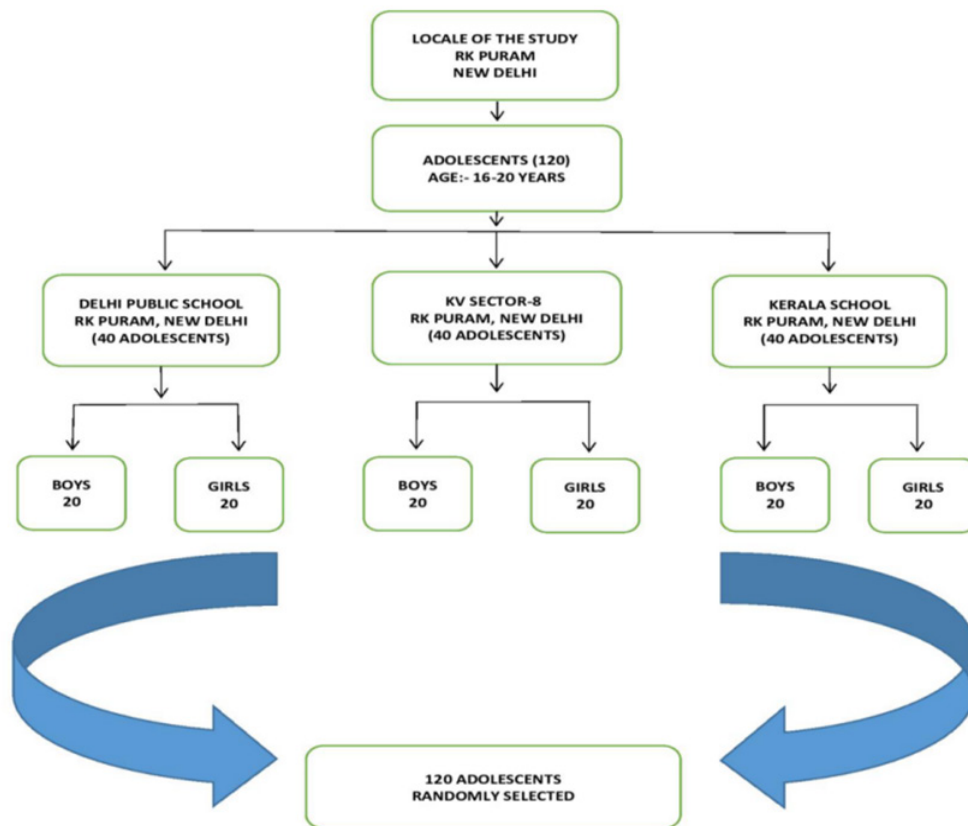 LOCALE OF THE STUDY
RK PURAM
NEW DELHI
ADOLESCENTS (120)
AGE:- 16-20 YEARS
DELHI PUBLIC SCHOOL
RK PURAM, NEW DELHI
(40 ADOLESCENTS)
KV SECTOR-8
RK PURAM, NEW DELHI
(40 ADOLESCENTS)
KERALA SCHOOL
RK PURAM, NEW DELHI
(40 ADOLESCENTS)
BOYS
20
GIRLS
20
BOYS
20
GIRLS
20
BOYS
20
GIRLS
20
120 ADOLESCENTS
RANDOMLY SELECTED